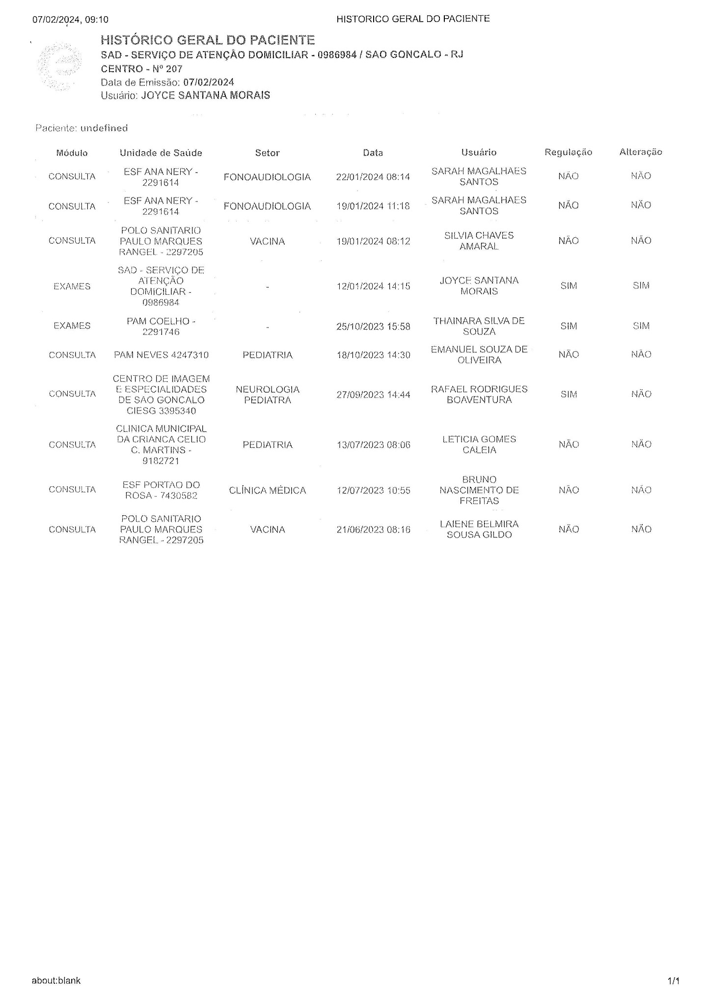 07/02/2024, 09:10 HISTORICO GERAL DO PACIENTE
HISTÓRICO GERAL DO PACIENTE
SAD - SERVIÇO DE ATENÇÃO DOMICILIAR - 0986984 / SAO GONCALO - RJ
CENTRO - Nº 207
Data de Emissão: 07/02/2024
Usuário: JOYCE SANTANA MORAIS
Paciente: undefined
Módulo Unidade de Saúde Setor Data Usuário Regulação Alteração
CONSULTA ESF ANA NERY - 2291614 FONOAUDIOLOGIA 22/01/2024 08:14 SARAH MAGALHAES SANTOS NÃO NÃO
CONSULTA ESF ANA NERY - 2291614 FONOAUDIOLOGIA 19/01/2024 11:18 SARAH MAGALHAES SANTOS NÃO NÃO
CONSULTA POLO SANITARIO PAULO MARQUES RANGEL - 2297205 VACINA 19/01/2024 08:12 SILVIA CHAVES AMARAL NÃO NÃO
EXAMES SAD - SERVIÇO DE ATENÇÃO DOMICILIAR - 0986984 - 12/01/2024 14:15 JOYCE SANTANA MORAIS SIM SIM
EXAMES PAM COELHO - 2291746 - 25/10/2023 15:58 THAINARA SILVA DE SOUZA SIM SIM
CONSULTA PAM NEVES 4247310 PEDIATRIA 18/10/2023 14:30 EMANUEL SOUZA DE OLIVEIRA NÃO NÃO
CONSULTA CENTRO DE IMAGEM E ESPECIALIDADES DE SAO GONCALO CIESG 3395340 NEUROLOGIA PEDIATRA 27/09/2023 14:44 RAFAEL RODRIGUES BOAVENTURA SIM NÃO
CONSULTA CLINICA MUNICIPAL DA CRIANCA CELIO C. MARTINS - 9182721 PEDIATRIA 13/07/2023 08:06 LETICIA GOMES CALEIA NÃO NÃO
CONSULTA ESF PORTAO DO ROSA - 7430582 CLÍNICA MÉDICA 12/07/2023 10:55 BRUNO NASCIMENTO DE FREITAS NÃO NÃO
CONSULTA POLO SANITARIO PAULO MARQUES RANGEL - 2297205 VACINA 21/06/2023 08:16 LAIENE BELMIRA SOUSA GILDO NÃO NÃO
about:blank 1/1